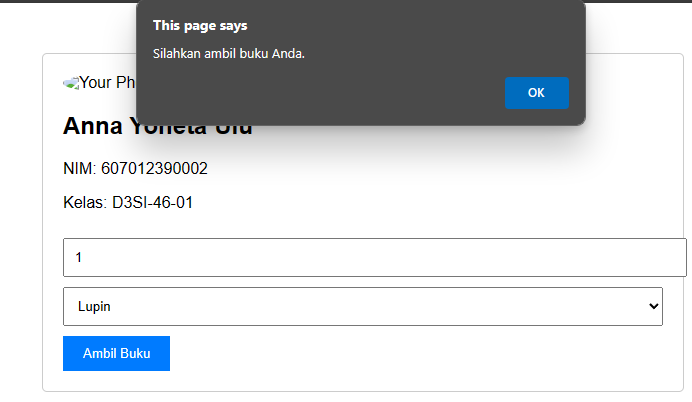 This page says
Silahkan ambil buku Anda.
OK
Your Ph
Anna Yoneta Ulu
NIM: 607012390002
Kelas: D3SI-46-01
1
Lupin
Ambil Buku